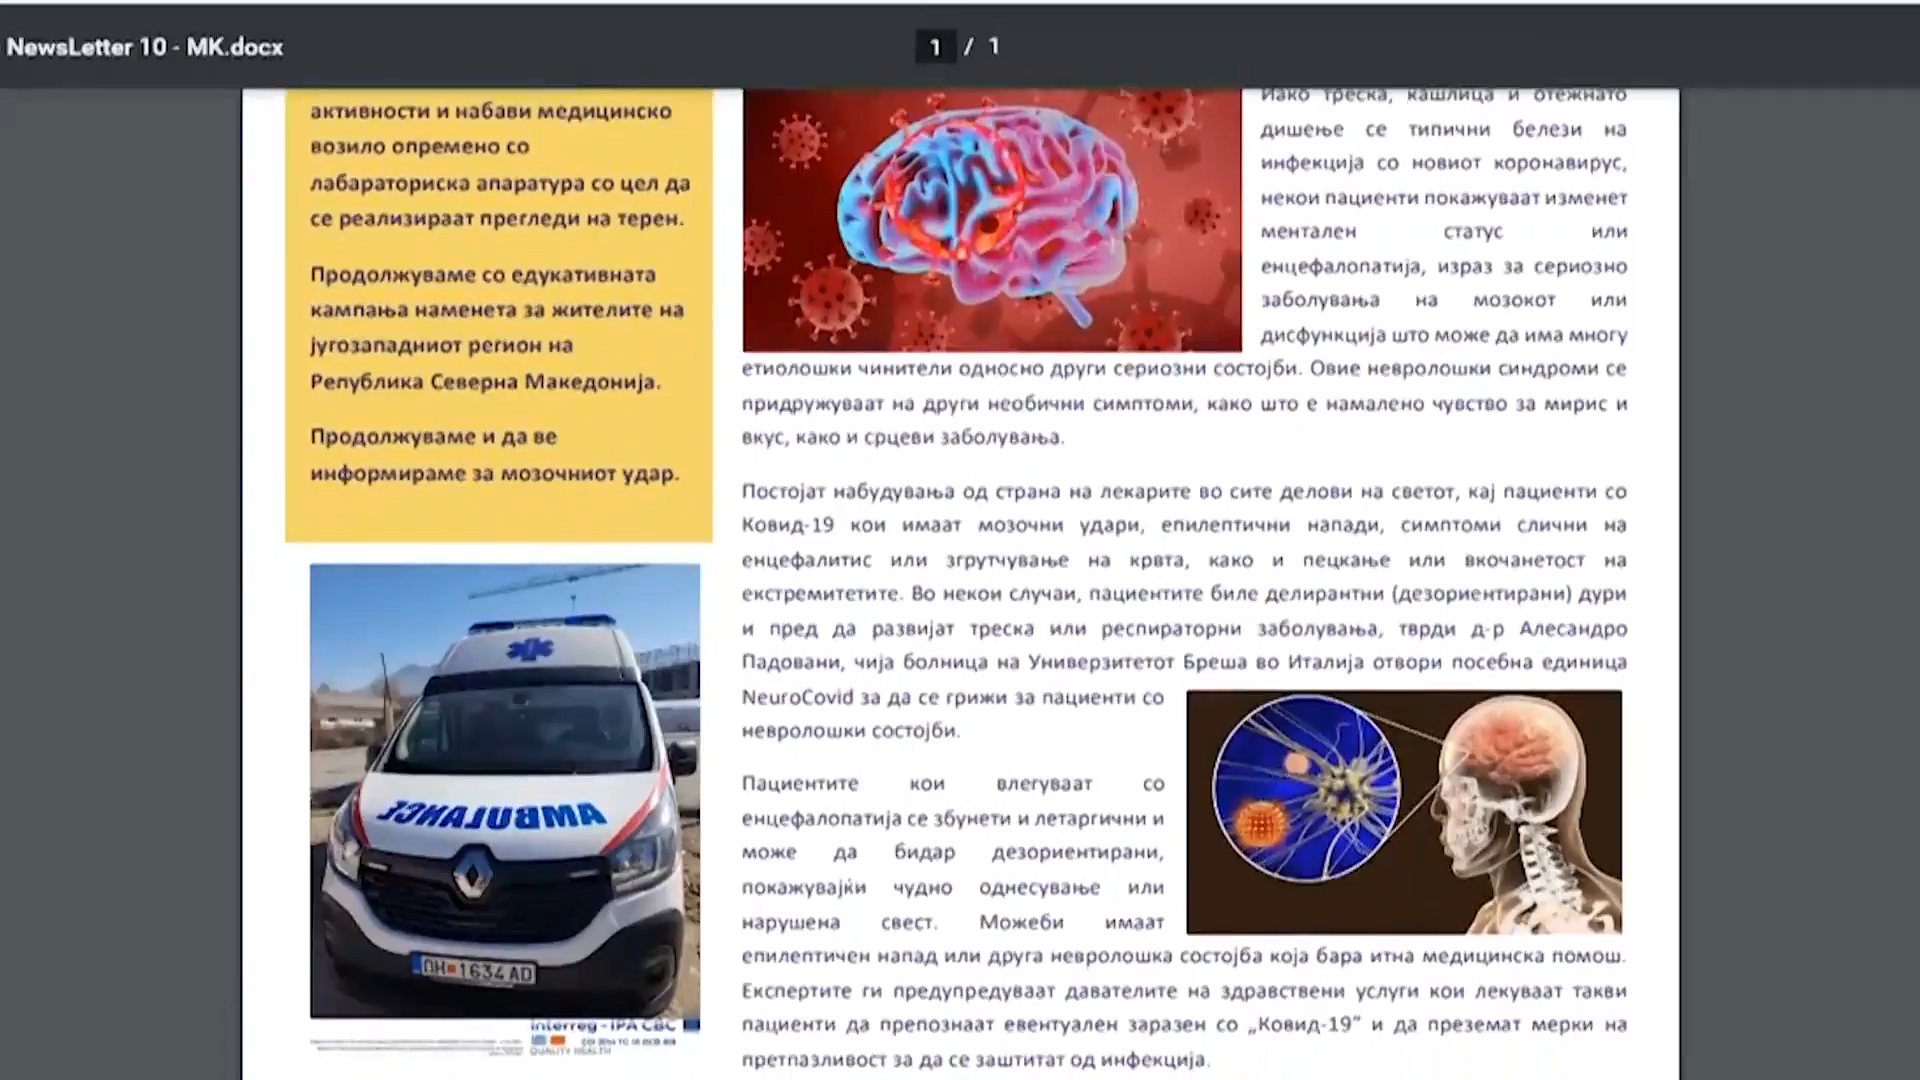 NewsLetter 10 - MK.docx
1 / 1
активности и набави медицинско
возило опремено со
лабараториска апаратура со цел да
се реализираат прегледи на терен.
Продолжуваме со едукативната
кампања наменета за жителите на
југозападниот регион на
Република Северна Македонија.
Продолжуваме и да ве
информираме за мозочниот удар.
AMBULANCE
OH 1634 AD
Interreg - IPA CBC
QUALITY HEALTH
Иако треска, кашлица и отежнато
дишење се типични белези на
инфекција со новиот коронавирус,
некои пациенти покажуваат изменет
ментален статус или
енцефалопатија, израз за сериозно
заболувања на мозокот или
дисфункција што може да има многу
етиолошки чинители односно други сериозни состојби. Овие невролошки синдроми се
придружуваат на други необични симптоми, како што е намалено чувство за мирис и
вкус, како и срцеви заболувања.
Постојат набудувања од страна на лекарите во сите делови на светот, кај пациенти со
Ковид-19 кои имаат мозочни удари, епилептични напади, симптоми слични на
енцефалитис или згрутчување на крвта, како и пецкање или вкочанетост на
екстремитетите. Во некои случаи, пациентите биле делирантни (дезориентирани) дури
и пред да развијат треска или респираторни заболувања, тврди д-р Алесандро
Падовани, чија болница на Универзитетот Бреша во Италија отвори посебна единица
NeuroCovid за да се грижи за пациенти со
невролошки состојби.
Пациентите кои влегуваат со
енцефалопатија се збунети и летаргични и
може да бидар дезориентирани,
покажувајќи чудно однесување или
нарушена свест. Можеби имаат
епилептичен напад или друга невролошка состојба која бара итна медицинска помош.
Експертите ги предупредуваат давателите на здравствени услуги кои лекуваат такви
пациенти да препознаат евентуален заразен со „Ковид-19“ и да преземат мерки на
претпазливост за да се заштитат од инфекција.